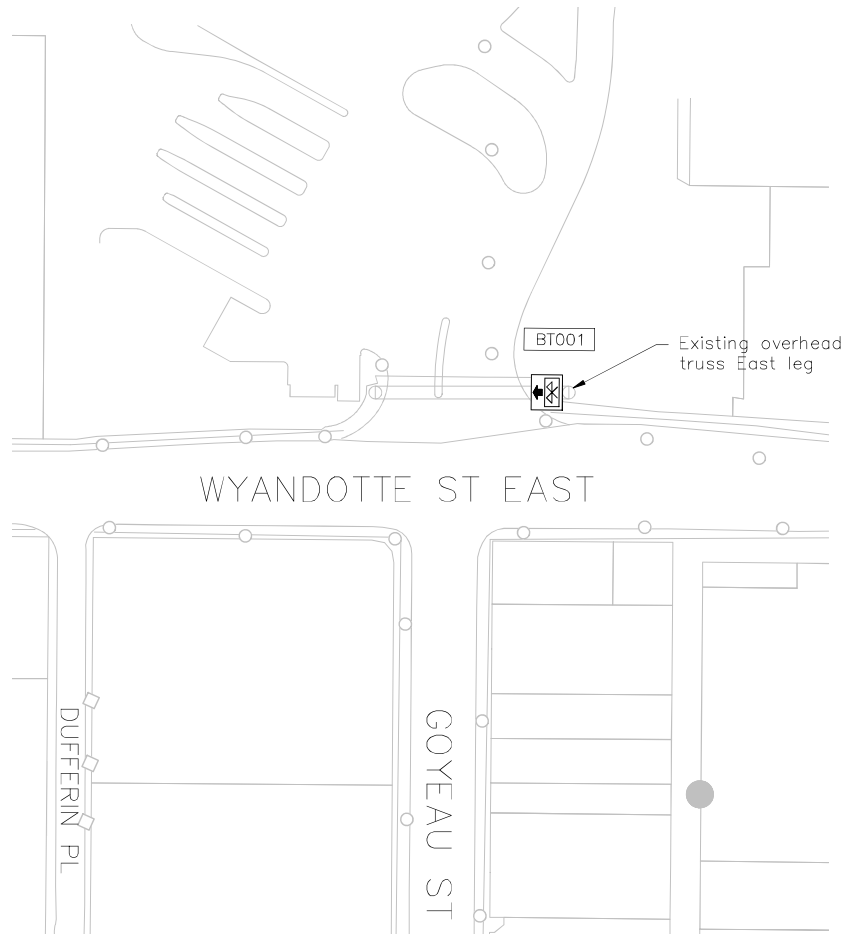 BT001
Existing overhead
truss East leg
WYANDOTTE ST EAST
DUFFERIN PL
GOYEAU ST